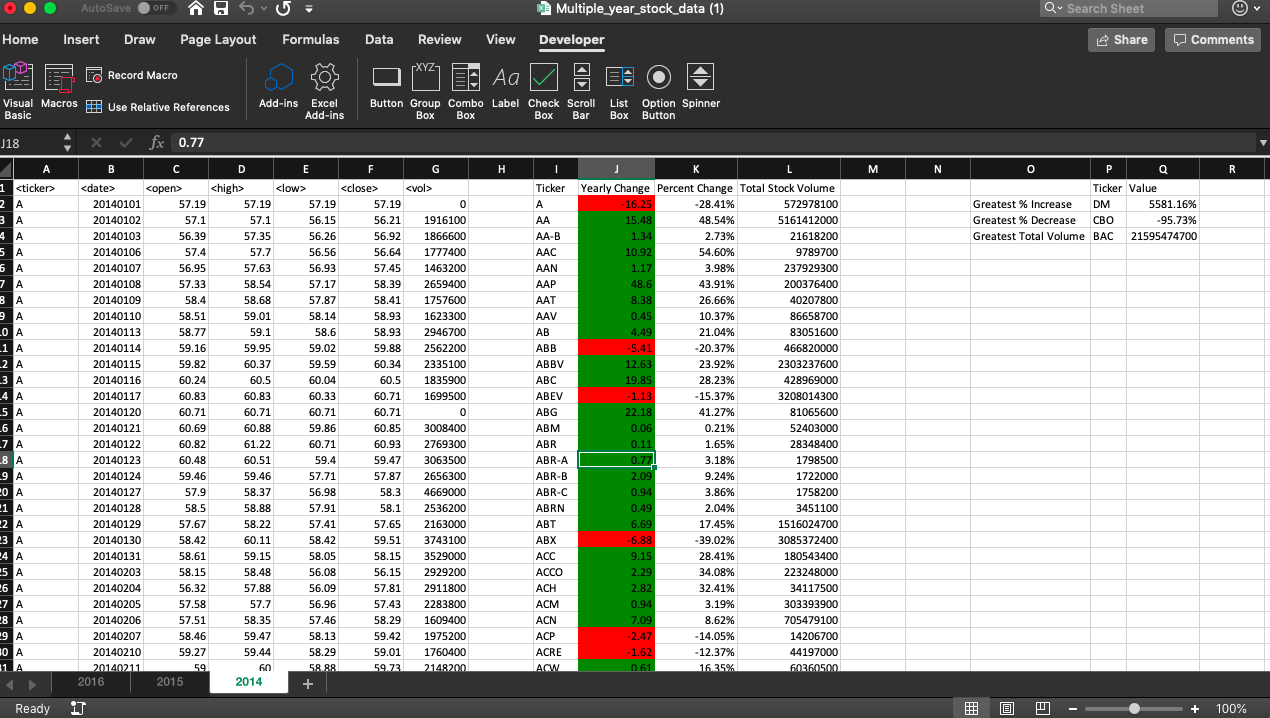 AutoSave OFF Multiple_year_stock_data (1) Search Sheet
Home Insert Draw Page Layout Formulas Data Review View Developer Share Comments
Visual Basic Macros Record Macro Use Relative References Add-ins Excel Add-ins Button Group Box Combo Box Label Check Box Scroll Bar List Box Option Button Spinner
XYZ Aa
J18 fx 0.77
A B C D E F G H I J K L M N O P Q R
1 <ticker> <date> <open> <high> <low> <close> <vol> Ticker Yearly Change Percent Change Total Stock Volume Ticker Value
2 A 20140101 57.19 57.19 57.19 57.19 0 A -16.25 -28.41% 572978100 Greatest % Increase DM 5581.16%
3 A 20140102 57.1 57.1 56.15 56.21 1916100 AA 15.48 48.54% 5161412000 Greatest % Decrease CBO -95.73%
4 A 20140103 56.39 57.35 56.26 56.92 1866600 AA-B 1.34 2.73% 21618200 Greatest Total Volume BAC 21595474700
5 A 20140106 57.4 57.7 56.56 56.64 1777400 AAC 10.92 54.60% 9789700
6 A 20140107 56.95 57.63 56.93 57.45 1463200 AAN 1.17 3.98% 237929300
7 A 20140108 57.33 58.54 57.17 58.39 2659400 AAP 48.6 43.91% 200376400
8 A 20140109 58.4 58.68 57.87 58.41 1757600 AAT 8.38 26.66% 40207800
9 A 20140110 58.51 59.01 58.14 58.93 1623300 AAV 0.45 10.37% 86658700
0 A 20140113 58.77 59.1 58.6 58.93 2946700 AB 4.49 21.04% 83051600
1 A 20140114 59.16 59.95 59.02 59.88 2562200 ABB -5.41 -20.37% 466820000
2 A 20140115 59.82 60.37 59.59 60.34 2335100 ABBV 12.63 23.92% 2303237600
3 A 20140116 60.24 60.5 60.04 60.5 1835900 ABC 19.85 28.23% 428969000
4 A 20140117 60.83 60.83 60.33 60.71 1699500 ABEV -1.13 -15.37% 3208014300
5 A 20140120 60.71 60.71 60.71 60.71 0 ABG 22.18 41.27% 81065600
6 A 20140121 60.69 60.88 59.86 60.85 3008400 ABM 0.06 0.21% 52403000
7 A 20140122 60.82 61.22 60.71 60.93 2769300 ABR 0.11 1.65% 28348400
8 A 20140123 60.48 60.51 59.4 59.47 3063500 ABR-A 0.77 3.18% 1798500
9 A 20140124 59.46 59.46 57.71 57.87 2656300 ABR-B 2.09 9.24% 1722000
20 A 20140127 57.9 58.37 56.98 58.3 4669000 ABR-C 0.94 3.86% 1758200
21 A 20140128 58.5 58.88 57.91 58.1 2536200 ABRN 0.49 2.04% 3451100
22 A 20140129 57.67 58.22 57.41 57.65 2163000 ABT 6.69 17.45% 1516024700
23 A 20140130 58.42 60.11 58.42 59.51 3743100 ABX -6.88 -39.02% 3085372400
24 A 20140131 58.61 59.15 58.05 58.15 3529000 ACC 9.15 28.41% 180543400
25 A 20140203 58.15 58.48 56.08 56.15 2929200 ACCO 2.29 34.08% 223248000
26 A 20140204 56.32 57.88 56.09 57.81 2911800 ACH 2.82 32.41% 34117500
27 A 20140205 57.58 57.7 56.96 57.43 2283800 ACM 0.94 3.19% 303393900
28 A 20140206 57.51 58.35 57.46 58.29 1609400 ACN 7.09 8.62% 705479100
29 A 20140207 58.46 59.47 58.13 59.42 1975200 ACP -2.47 -14.05% 14206700
30 A 20140210 59.27 59.44 58.29 59.01 1760400 ACRE -1.62 -12.37% 44197000
31 A 20140211 59 60 58.88 59.73 2148200 ACW 0.61 16.35% 60360500
2016 2015 2014 +
Ready 100%